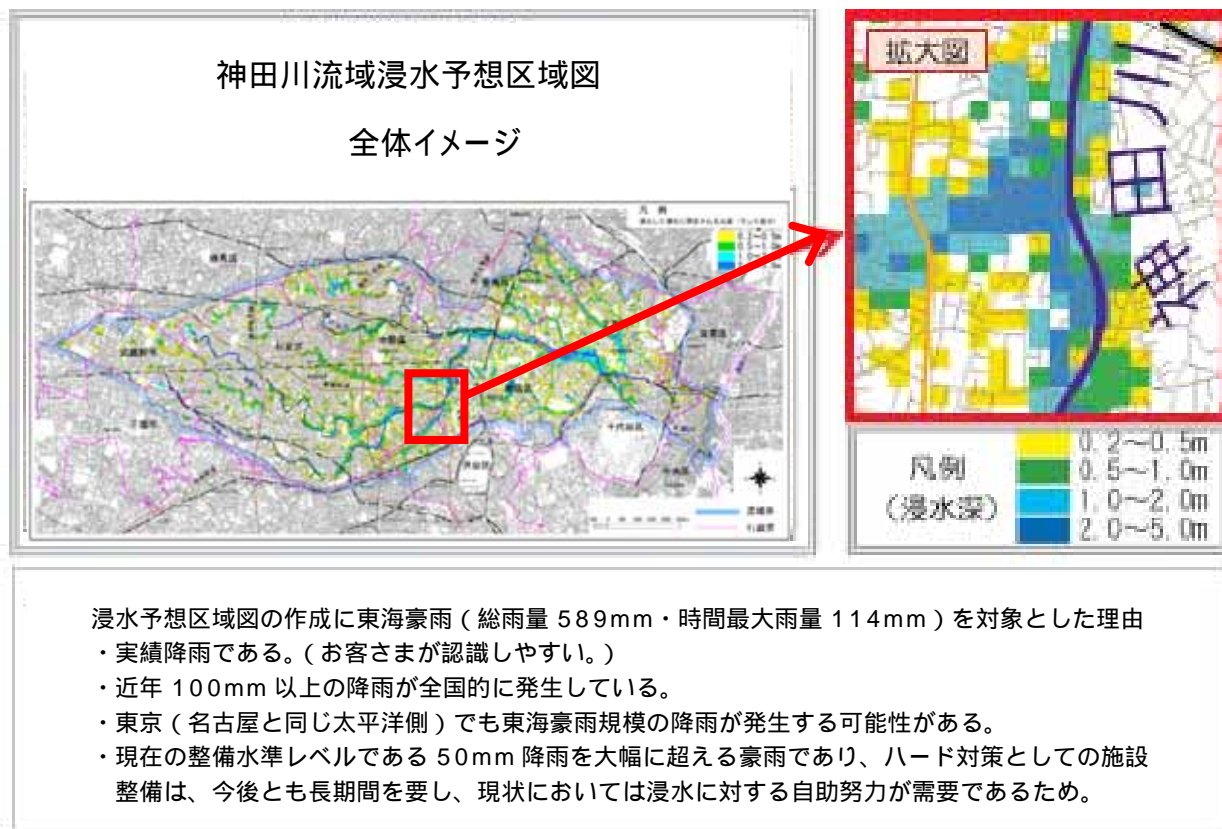 神田川流域浸水予想区域図
全体イメージ
拡大図
神田川
凡例
凡例
(浸水深)
0.2~0.5m
0.5~1.0m
1.0~2.0m
2.0~5.0m
千代田区
浸水予想区域図の作成に東海豪雨(総雨量 589mm・時間最大雨量 114mm)を対象とした理由
・実績降雨である。(お客さまが認識しやすい。)
・近年 100mm 以上の降雨が全国的に発生している。
・東京(名古屋と同じ太平洋側)でも東海豪雨規模の降雨が発生する可能性がある。
・現在の整備水準レベルである 50mm 降雨を大幅に超える豪雨であり、ハード対策としての施設
整備は、今後とも長期間を要し、現状においては浸水に対する自助努力が需要であるため。